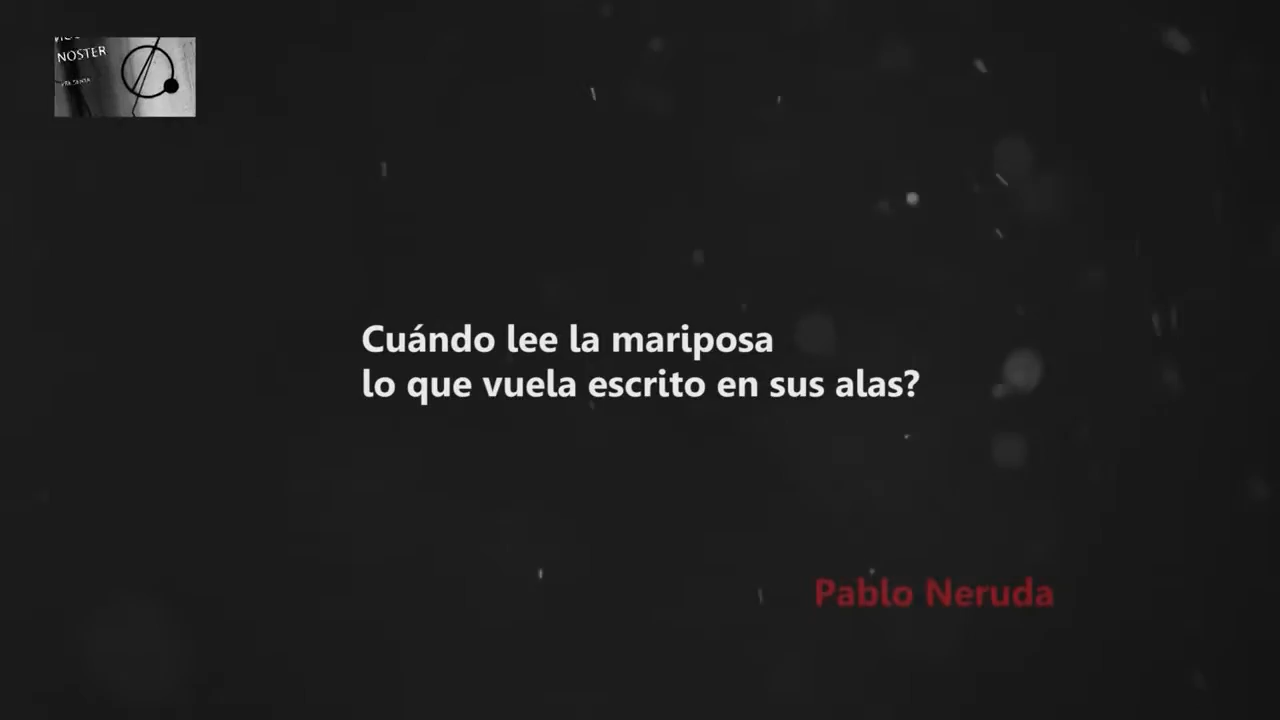 NOSTER
Cuándo lee la mariposa
lo que vuela escrito en sus alas?
Pablo Neruda